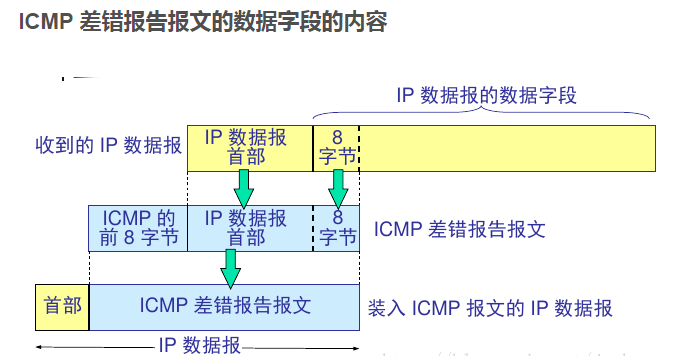 ICMP 差错报告报文的数据字段的内容
IP 数据报的数据字段
收到的 IP 数据报
IP 数据报
首部
8
字节
ICMP 的
前 8 字节
IP 数据报
首部
8
字节
ICMP 差错报告报文
首部
ICMP 差错报告报文
装入 ICMP 报文的 IP 数据报
IP 数据报